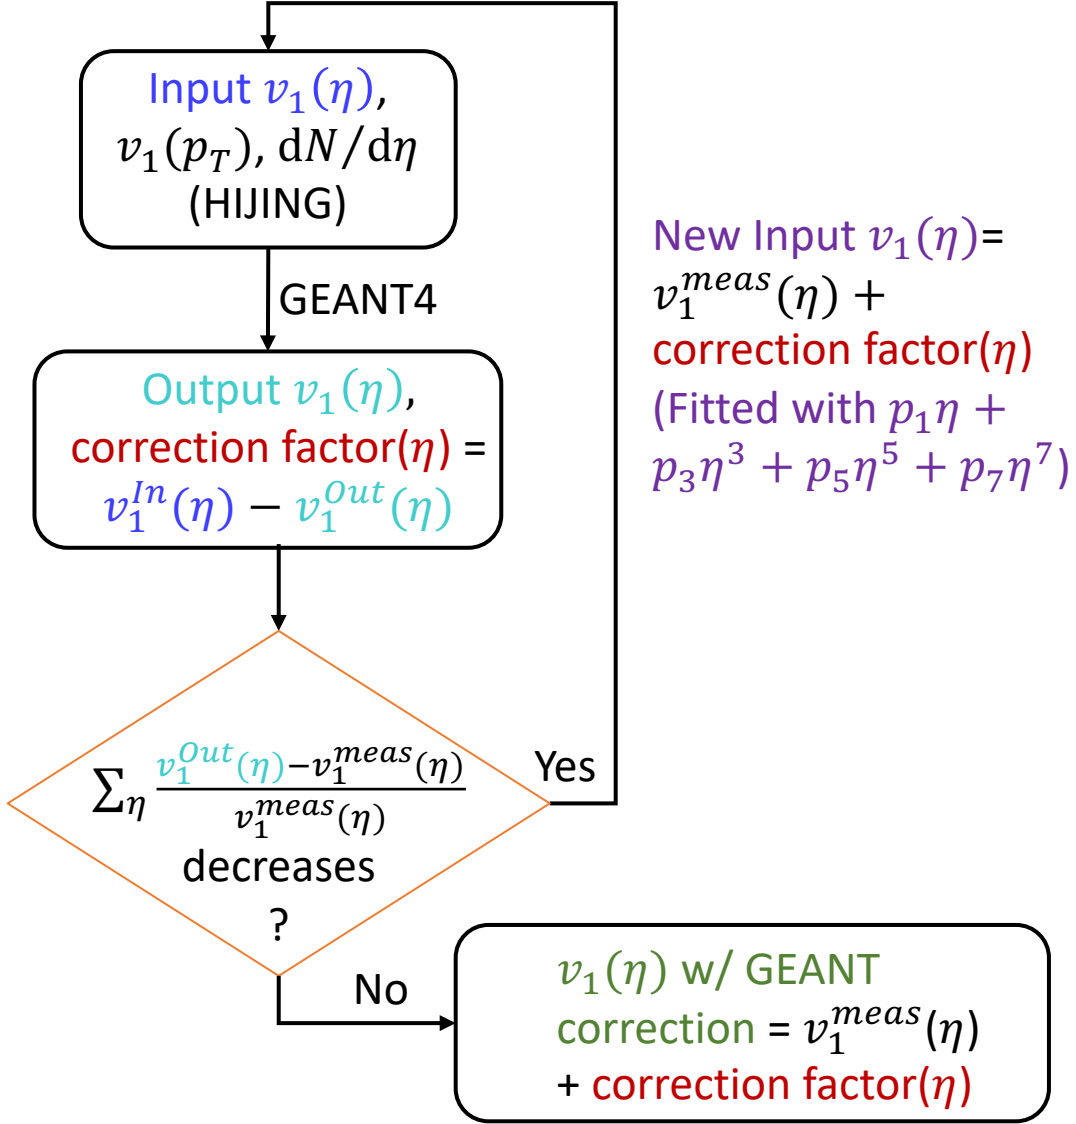 Input v₁(η),
v₁(p_T), dN/dη
(HIJING)
GEANT4
Output v₁(η),
correction factor(η) =
v₁^{In}(η) − v₁^{Out}(η)
∑_η \frac{v₁^{Out}(η)−v₁^{meas}(η)}{v₁^{meas}(η)}
decreases
?
Yes
New Input v₁(η)=
v₁^{meas}(η) +
correction factor(η)
(Fitted with p₁η +
p₃η³ + p₅η⁵ + p₇η⁷)
No
v₁(η) w/ GEANT
correction = v₁^{meas}(η)
+ correction factor(η)